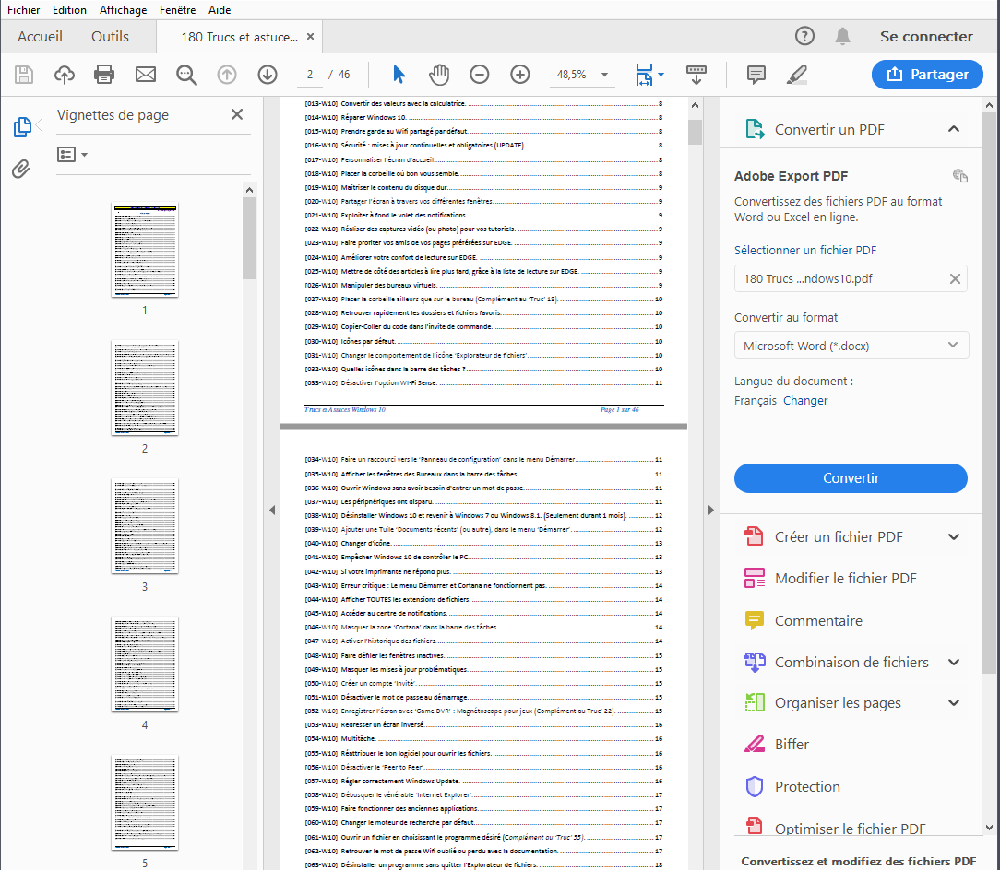 Fichier Edition Affichage Fenêtre Aide
Accueil Outils 180 Trucs et astuce... × Se connecter
2 / 46 48,5% Partager
Vignettes de page
1
2
3
4
5
[013-W10] Convertir des valeurs avec la calculatrice. 8
[014-W10] Réparer Windows 10. 8
[015-W10] Prendre garde au Wifi partagé par défaut. 8
[016-W10] Sécurité : mises à jour continuelles et obligatoires (UPDATE). 8
[017-W10] Personnaliser l'écran d'accueil. 8
[018-W10] Placer la corbeille où bon vous semble. 8
[019-W10] Maitriser le contenu du disque dur. 9
[020-W10] Partager l'écran à travers vos différentes fenêtres. 9
[021-W10] Exploiter à fond le volet des notifications. 9
[022-W10] Réaliser des captures vidéo (ou photo) pour vos tutoriels. 9
[023-W10] Faire profiter vos amis de vos pages préférées sur EDGE. 9
[024-W10] Améliorer votre confort de lecture sur EDGE. 9
[025-W10] Mettre de côté des articles à lire plus tard, grâce à la liste de lecture sur EDGE. 9
[026-W10] Manipuler des bureaux virtuels. 9
[027-W10] Placer la corbeille ailleurs que sur le bureau (Complément au 'Truc' 18). 10
[028-W10] Retrouver rapidement les dossiers et fichiers favoris. 10
[029-W10] Copier-Coller du code dans l'invite de commande. 10
[030-W10] Icônes par défaut. 10
[031-W10] Changer le comportement de l'icône 'Explorateur de fichiers'. 10
[032-W10] Quelles icônes dans la barre des tâches ? 10
[033-W10] Désactiver l'option Wi-Fi Sense. 11
Trucs et Astuces Windows 10 Page 1 sur 46
[034-W10] Faire un raccourci vers le 'Panneau de configuration' dans le menu Démarrer. 11
[035-W10] Afficher les fenêtres des Bureaux dans la barre des tâches. 11
[036-W10] Ouvrir Windows sans avoir besoin d'entrer un mot de passe. 11
[037-W10] Les périphériques ont disparu. 11
[038-W10] Désinstaller Windows 10 et revenir à Windows 7 ou Windows 8.1. (Seulement durant 1 mois). 12
[039-W10] Ajouter une Tuile 'Documents récents' (ou autre), dans le menu 'Démarrer'. 12
[040-W10] Changer d'icône. 13
[041-W10] Empêcher Windows 10 de contrôler le PC. 13
[042-W10] Si votre imprimante ne répond plus. 13
[043-W10] Erreur critique : Le menu Démarrer et Cortana ne fonctionnent pas. 14
[044-W10] Afficher TOUTES les extensions de fichiers. 14
[045-W10] Accéder au centre de notifications. 14
[046-W10] Masquer la zone 'Cortana' dans la barre des tâches. 14
[047-W10] Activer l'historique des fichiers. 14
[048-W10] Faire défiler les fenêtres inactives. 15
[049-W10] Masquer les mises à jour problématiques. 15
[050-W10] Créer un compte 'Invité'. 15
[051-W10] Désactiver le mot de passe au démarrage. 15
[052-W10] Enregistrer l'écran avec 'Game DVR' : Magnétoscope pour jeux (Complément au Truc' 22). 15
[053-W10] Redresser un écran inversé. 16
[054-W10] Multitâche. 16
[055-W10] Réattribuer le bon logiciel pour ouvrir les fichiers. 16
[056-W10] Désactiver le 'Peer to Peer'. 16
[057-W10] Régler correctement Windows Update. 16
[058-W10] Débusquer le vénérable 'Internet Explorer'. 17
[059-W10] Faire fonctionner des anciennes applications. 17
[060-W10] Changer le moteur de recherche par défaut. 17
[061-W10] Ouvrir un fichier en choisissant le programme désiré (Complément au 'Truc' 55). 17
[062-W10] Retrouver le mot de passe Wifi oublié ou perdu avec la documentation. 17
[063-W10] Désinstaller un programme sans quitter l'Explorateur de fichiers. 18
Convertir un PDF
Adobe Export PDF
Convertissez des fichiers PDF au format
Word ou Excel en ligne.
Sélectionner un fichier PDF
180 Trucs ...ndows10.pdf
Convertir au format
Microsoft Word (*.docx)
Langue du document :
Français Changer
Convertir
Créer un fichier PDF
Modifier le fichier PDF
Commentaire
Combinaison de fichiers
Organiser les pages
Biffer
Protection
Optimiser le fichier PDF
Convertissez et modifiez des fichiers PDF